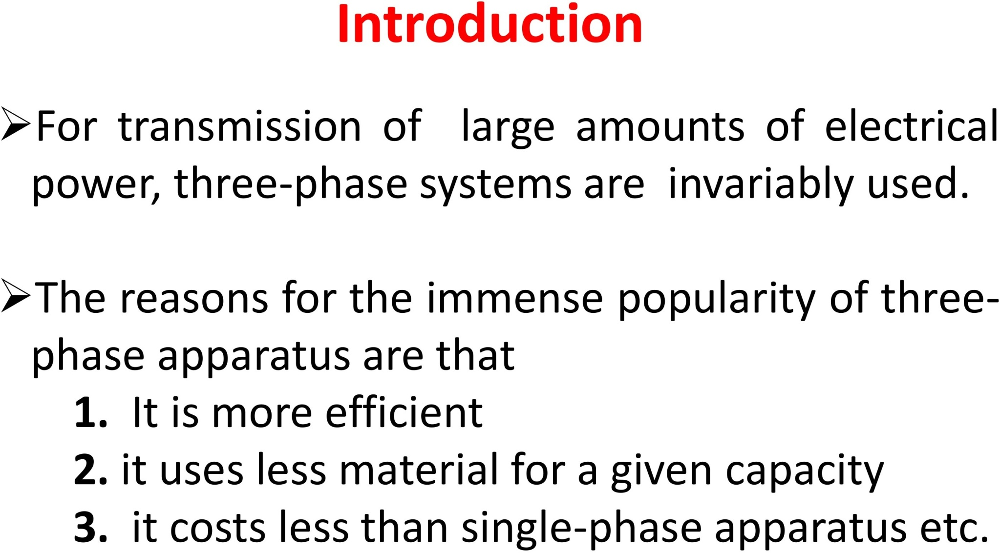 Introduction
➢For transmission of large amounts of electrical
power, three-phase systems are invariably used.
➢The reasons for the immense popularity of three-
phase apparatus are that
1. It is more efficient
2. it uses less material for a given capacity
3. it costs less than single-phase apparatus etc.